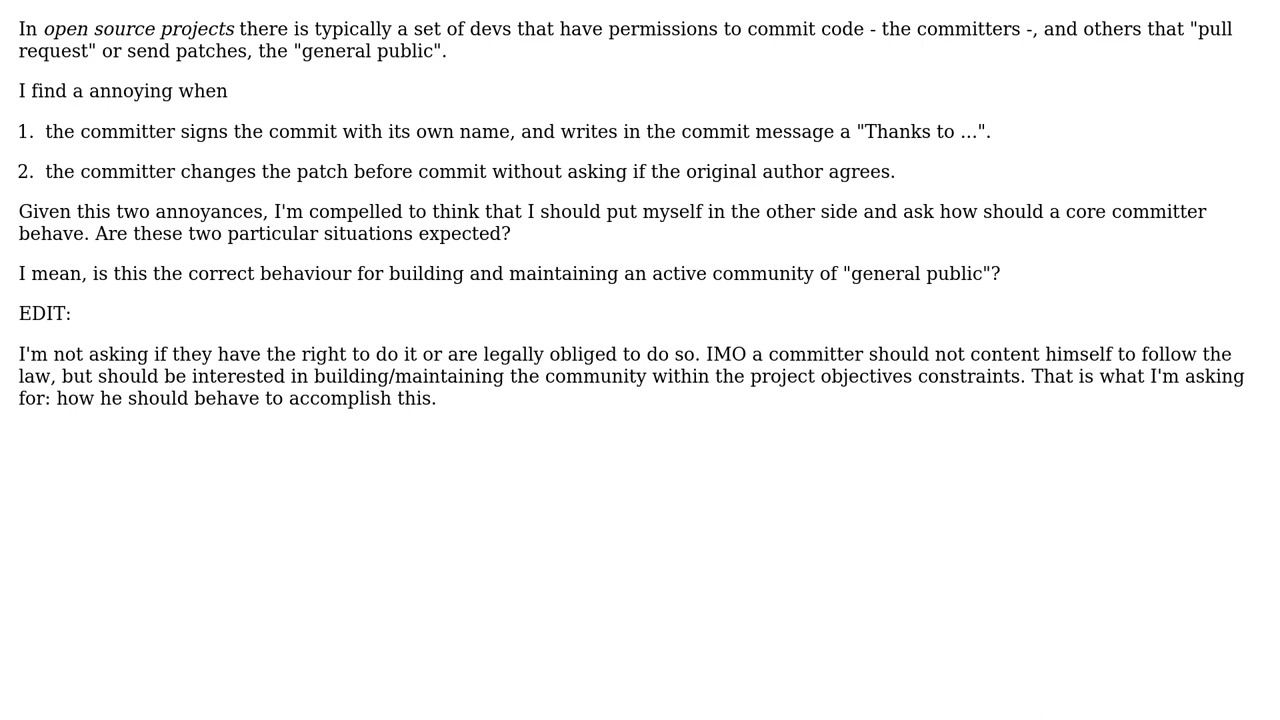 In open source projects there is typically a set of devs that have permissions to commit code - the committers -, and others that "pull
request" or send patches, the "general public".
I find a annoying when
1. the committer signs the commit with its own name, and writes in the commit message a "Thanks to ...".
2. the committer changes the patch before commit without asking if the original author agrees.
Given this two annoyances, I'm compelled to think that I should put myself in the other side and ask how should a core committer
behave. Are these two particular situations expected?
I mean, is this the correct behaviour for building and maintaining an active community of "general public"?
EDIT:
I'm not asking if they have the right to do it or are legally obliged to do so. IMO a committer should not content himself to follow the
law, but should be interested in building/maintaining the community within the project objectives constraints. That is what I'm asking
for: how he should behave to accomplish this.